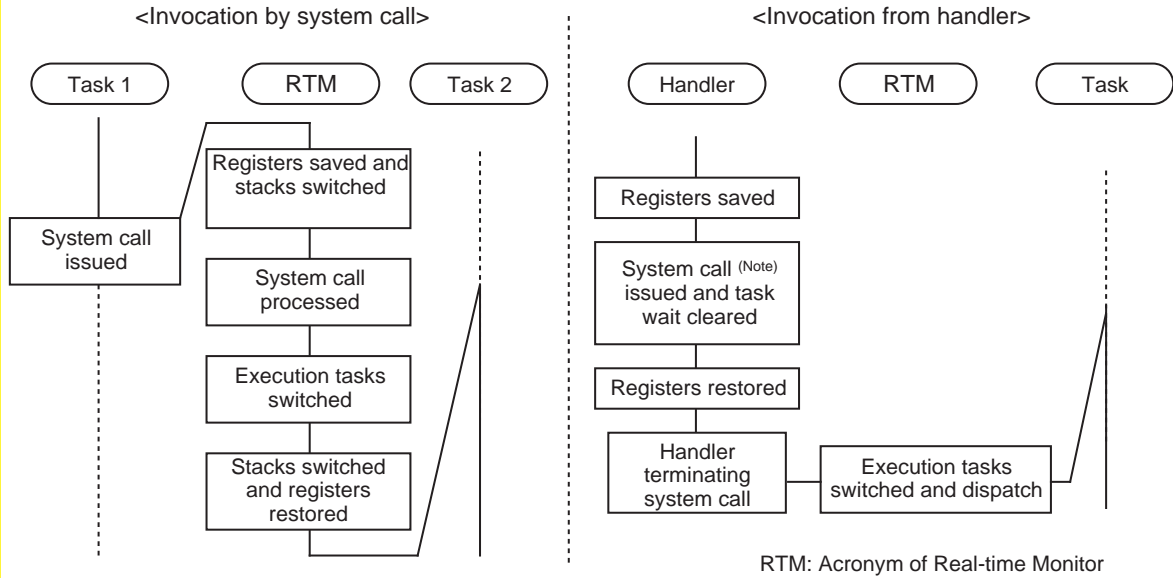 <Invocation by system call>
Task 1
RTM
Task 2
Registers saved and
stacks switched
System call
issued
System call
processed
Execution tasks
switched
Stacks switched
and registers
restored
<Invocation from handler>
Handler
RTM
Task
Registers saved
System call (Note)
issued and task
wait cleared
Registers restored
Handler
terminating
system call
Execution tasks
switched and dispatch
RTM: Acronym of Real-time Monitor